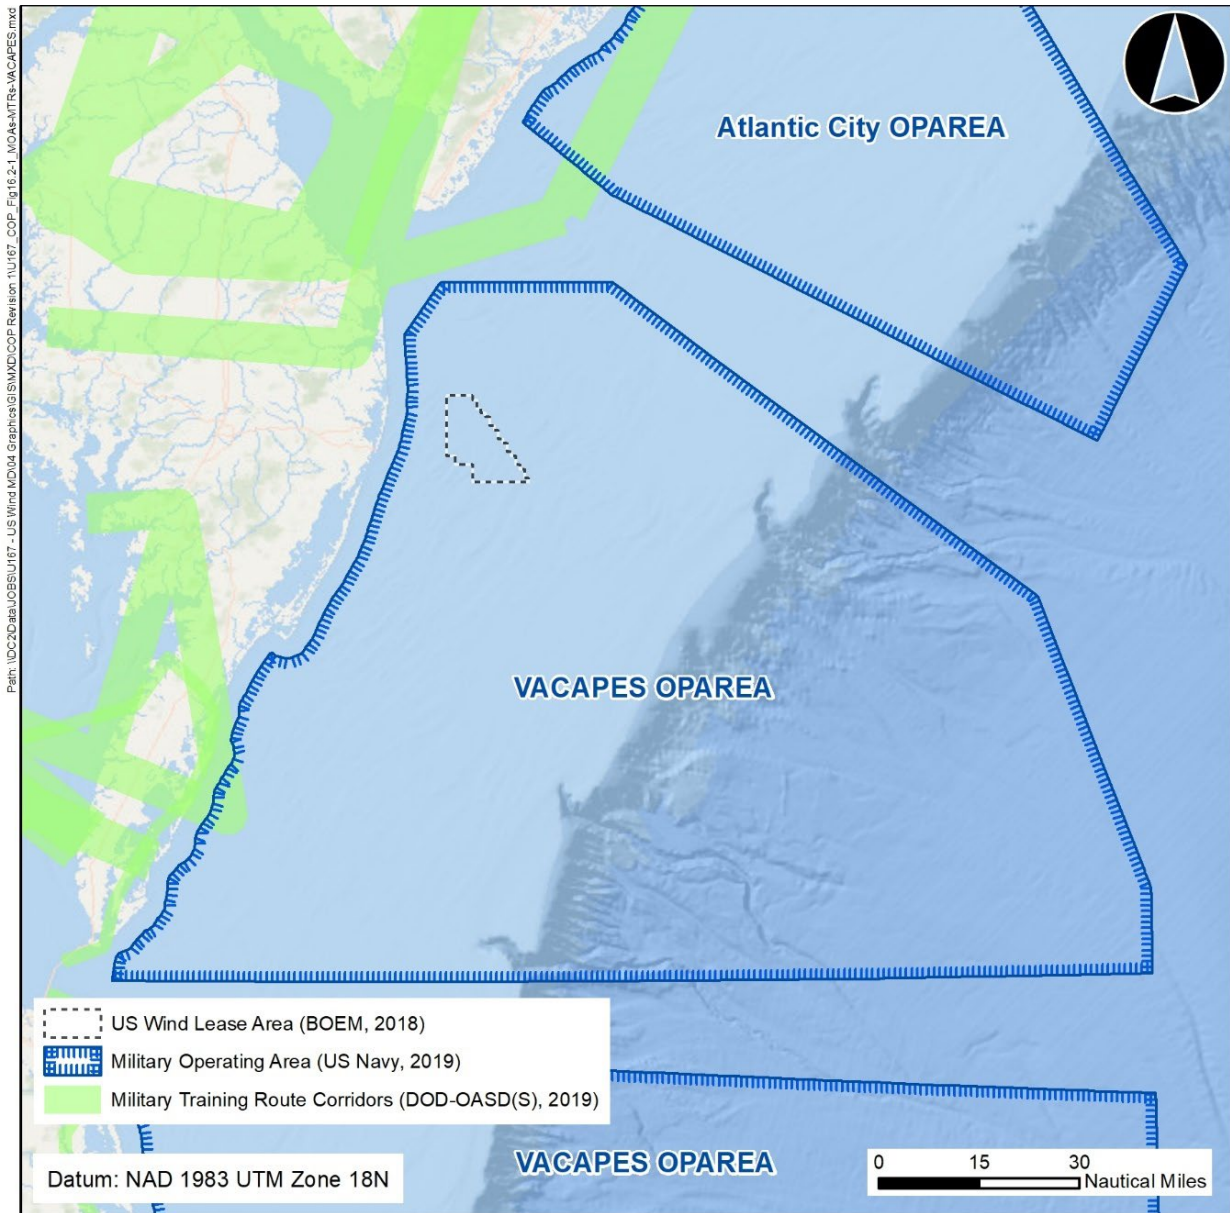 Path: \\DC2Data\JOBS\U167 - US Wind MD\04 Graphics\GIS\MXD\COP Revision 1\U167_COP_Fig16.2-1_MOAs-MTRs-VACAPES.mxd
Atlantic City OPAREA
VACAPES OPAREA
US Wind Lease Area (BOEM, 2018)
Military Operating Area (US Navy, 2019)
Military Training Route Corridors (DOD-OASD(S), 2019)
VACAPES OPAREA
Datum: NAD 1983 UTM Zone 18N
0 15 30
Nautical Miles